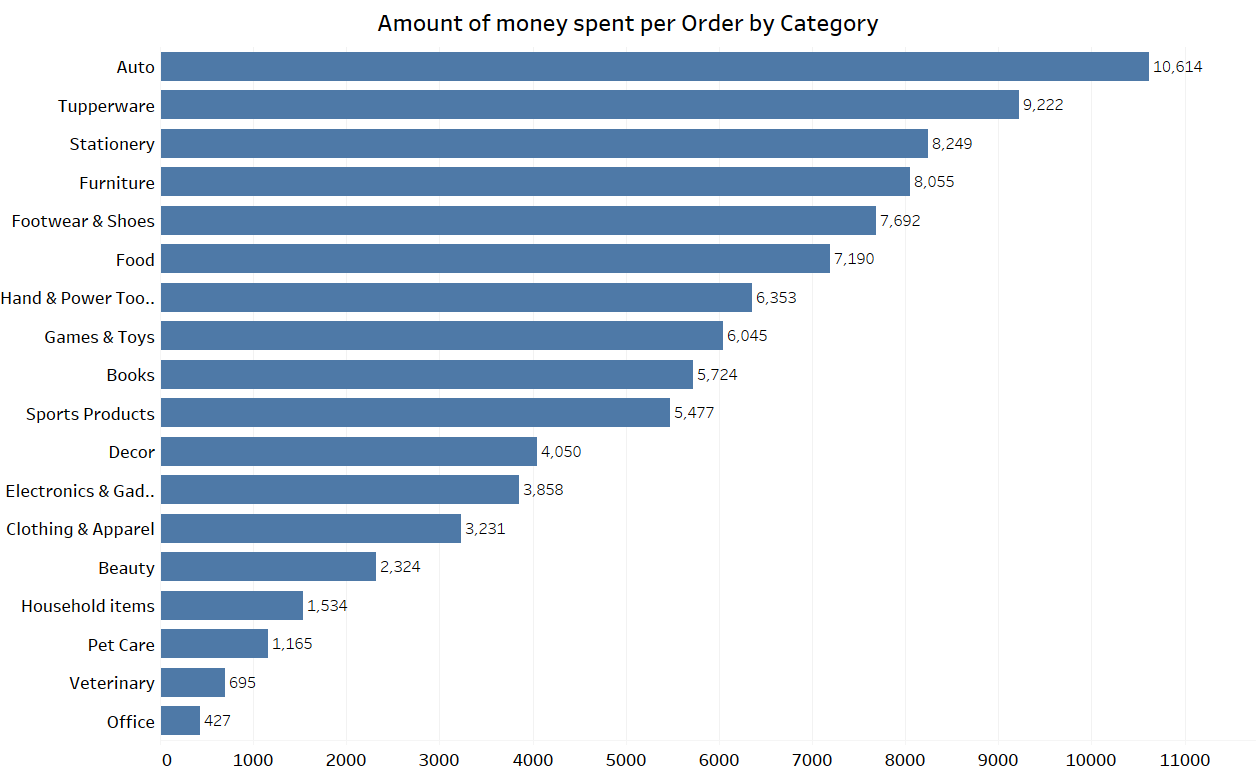 Amount of money spent per Order by Category
Auto 10,614
Tupperware 9,222
Stationery 8,249
Furniture 8,055
Footwear & Shoes 7,692
Food 7,190
Hand & Power Too.. 6,353
Games & Toys 6,045
Books 5,724
Sports Products 5,477
Decor 4,050
Electronics & Gad.. 3,858
Clothing & Apparel 3,231
Beauty 2,324
Household items 1,534
Pet Care 1,165
Veterinary 695
Office 427
0 1000 2000 3000 4000 5000 6000 7000 8000 9000 10000 11000